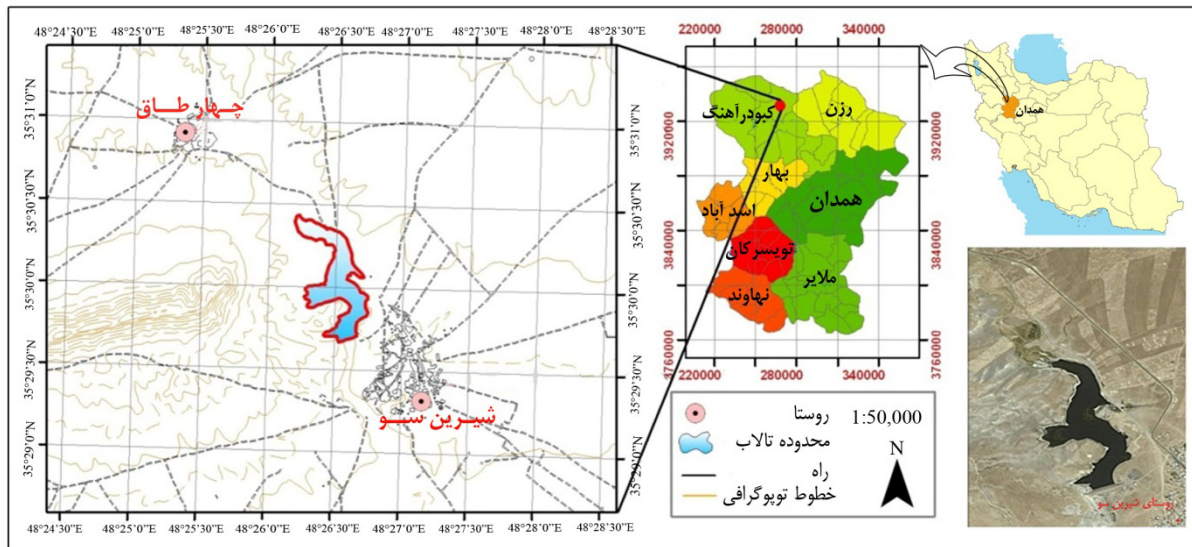 48°24'30"E 48°25'0"E 48°25'30"E 48°26'0"E 48°26'30"E 48°27'0"E 48°27'30"E 48°28'0"E 48°28'30"E
35°31'0"N
35°30'30"N
35°30'0"N
35°29'30"N
35°29'0"N
چهار طاق
شیرین سو
35°31'0"N
35°30'30"N
35°30'0"N
35°29'30"N
35°29'0"N
48°24'30"E 48°25'0"E 48°25'30"E 48°26'0"E 48°26'30"E 48°27'0"E 48°27'30"E 48°28'0"E 48°28'30"E
220000 280000 340000
3920000
3840000
3760000
کبودرآهنگ
رزن
بهار
همدان
اسد آباد
تویسرکان
ملایر
نهاوند
3920000
3840000
3760000
220000 280000 340000
همدان
1:50,000
روستا
محدوده تالاب
راه
خطوط توپوگرافی
N
روستای شیرین سو